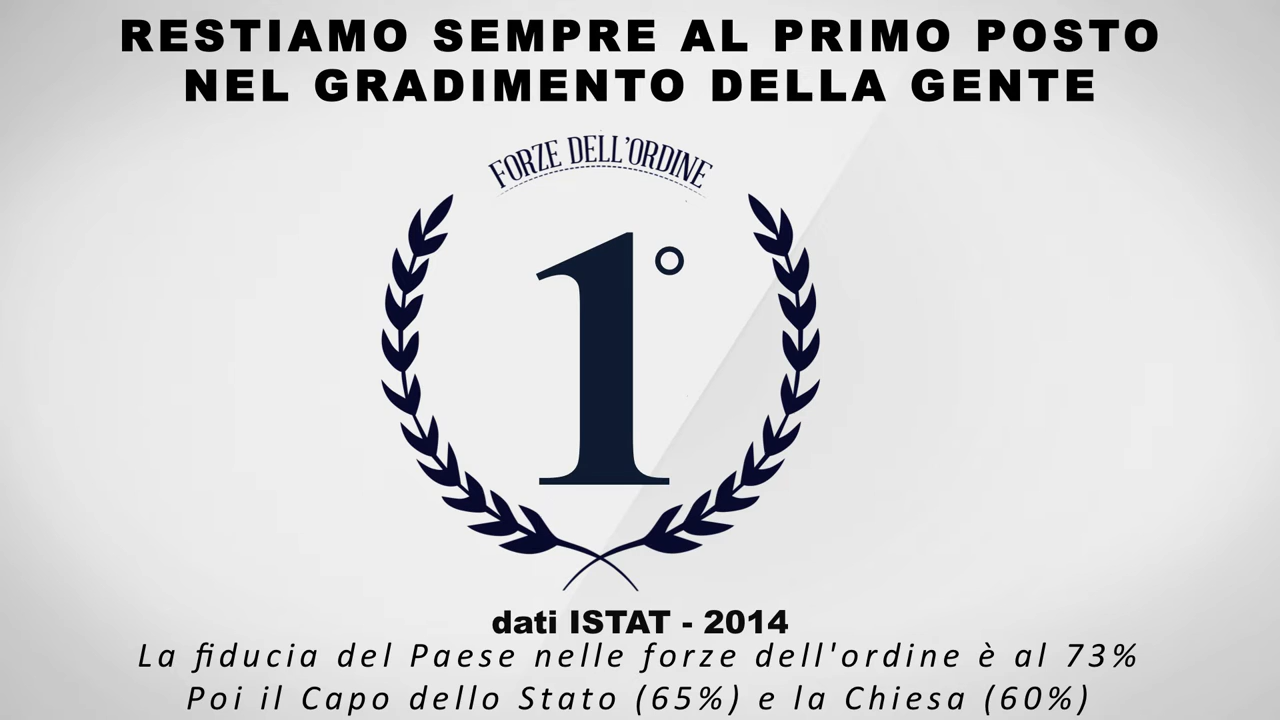 RESTIAMO SEMPRE AL PRIMO POSTO
NEL GRADIMENTO DELLA GENTE
FORZE DELL'ORDINE
1°
dati ISTAT - 2014
La fiducia del Paese nelle forze dell'ordine è al 73%
Poi il Capo dello Stato (65%) e la Chiesa (60%)